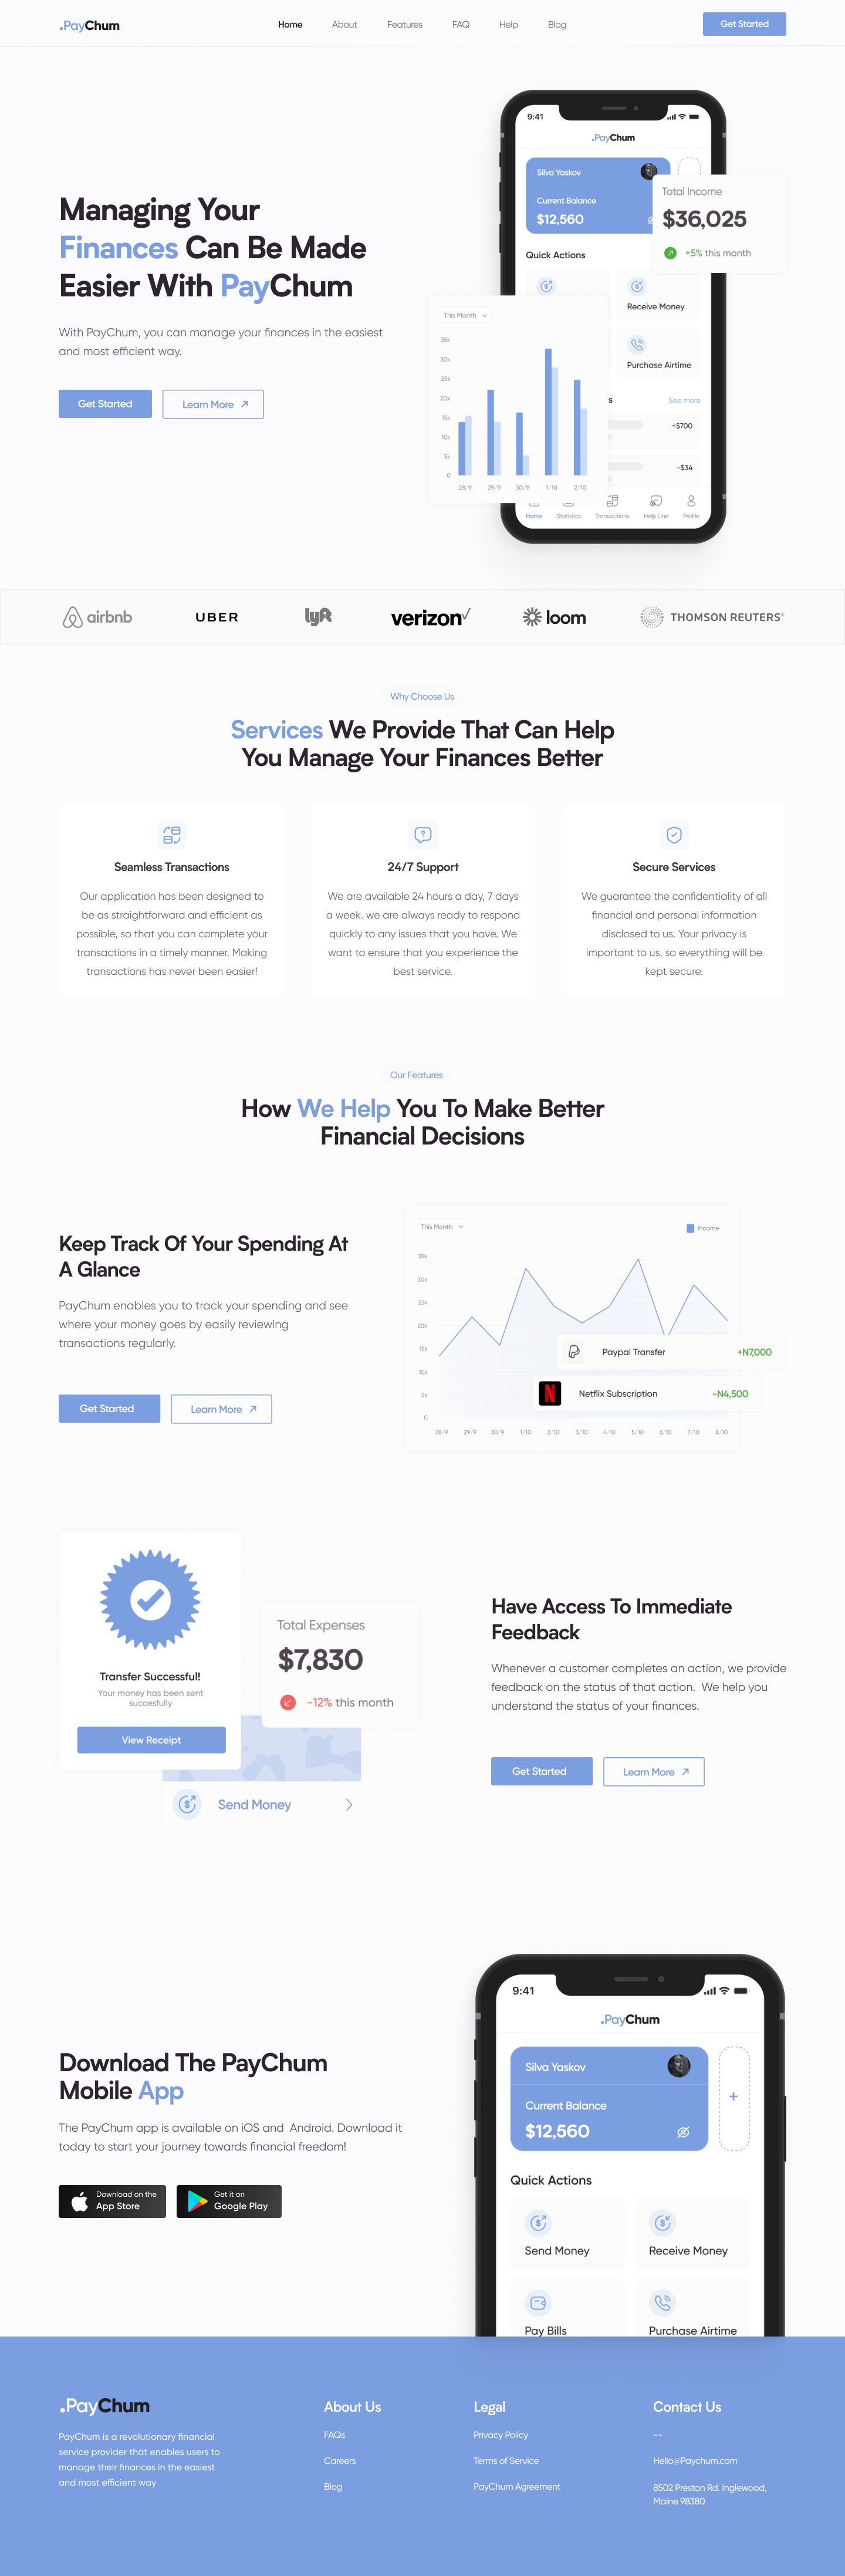 .PayChum
Home
About
Features
FAQ
Help
Blog
Get Started
Managing Your
Finances Can Be Made
Easier With PayChum
With PayChum, you can manage your finances in the easiest
and most efficient way.
Get Started
Learn More
9:41
.PayChum
Silva Yaskov
Current Balance
$12,560
Total Income
$36,025
+5% this month
Quick Actions
Receive Money
Purchase Airtime
s
See more
+$700
-$34
Home
Statistics
Transactions
Help Line
Profile
This Month
35k
30k
25k
20k
15k
10k
5k
0
28/9
29/9
30/9
1/10
2/10
airbnb
UBER
lyft
verizon
loom
THOMSON REUTERS®
Why Choose Us
Services We Provide That Can Help
You Manage Your Finances Better
Seamless Transactions
Our application has been designed to
be as straightforward and efficient as
possible, so that you can complete your
transactions in a timely manner. Making
transactions has never been easier!
24/7 Support
We are available 24 hours a day, 7 days
a week. we are always ready to respond
quickly to any issues that you have. We
want to ensure that you experience the
best service.
Secure Services
We guarantee the confidentiality of all
financial and personal information
disclosed to us. Your privacy is
important to us, so everything will be
kept secure.
Our Features
How We Help You To Make Better
Financial Decisions
Keep Track Of Your Spending At
A Glance
PayChum enables you to track your spending and see
where your money goes by easily reviewing
transactions regularly.
Get Started
Learn More
This Month
Income
35k
30k
25k
20k
15k
10k
5k
0
28/9
29/9
30/9
1/10
2/10
3/10
4/10
5/10
6/10
7/10
8/10
Paypal Transfer
+N7,000
Netflix Subscription
-N4,500
Transfer Successful!
Your money has been sent
succesfully
View Receipt
Total Expenses
$7,830
-12% this month
Send Money
Have Access To Immediate
Feedback
Whenever a customer completes an action, we provide
feedback on the status of that action. We help you
understand the status of your finances.
Get Started
Learn More
Download The PayChum
Mobile App
The PayChum app is available on iOS and Android. Download it
today to start your journey towards financial freedom!
Download on the
App Store
Get it on
Google Play
9:41
.PayChum
Silva Yaskov
Current Balance
$12,560
+
Quick Actions
Send Money
Receive Money
Pay Bills
Purchase Airtime
.PayChum
PayChum is a revolutionary financial
service provider that enables users to
manage their finances in the easiest
and most efficient way
About Us
FAQs
Careers
Blog
Legal
Privacy Policy
Terms of Service
PayChum Agreement
Contact Us
--
Hello@Paychum.com
8502 Preston Rd. Inglewood,
Maine 98380